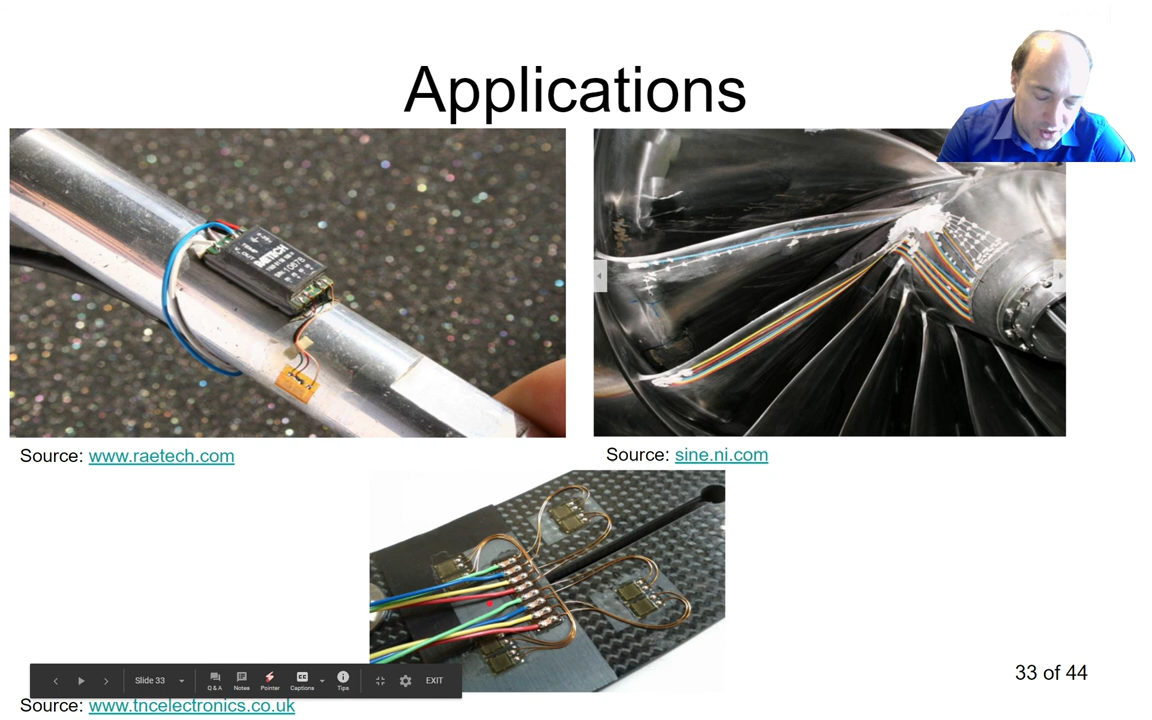 Applications
RAETECH
Source: www.raetech.com
Source: sine.ni.com
33 of 44
Slide 33
Q & A
Notes
Pointer
Captions
Tips
EXIT
Source: www.tncelectronics.co.uk